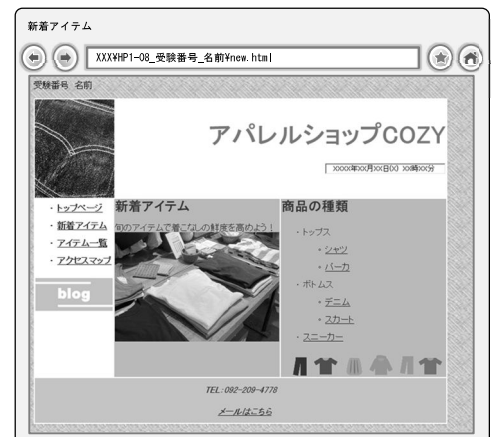 新着アイテム
XXX¥HP1-08_受験番号_名前¥new.html
受験番号 名前
アパレルショップCOZY
xxxx年xx月xx日(x) xx時xx分
・トップページ
・新着アイテム
・アイテム一覧
・アクセスマップ
blog
新着アイテム
旬のアイテムで着こなしの鮮度を高めよう!
商品の種類
・トップス
・シャツ
・パーカ
・ボトムス
・デニム
・スカート
・スニーカー
TEL:092-209-4778
メールはこちら